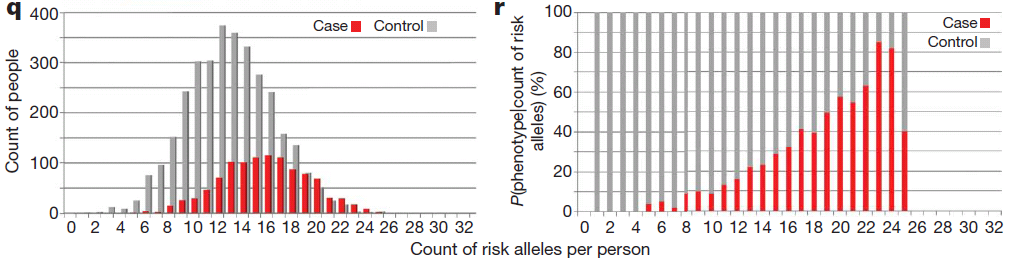 q
400
300
200
100
0
Count of people
Case Control
0 2 4 6 8 10 12 14 16 18 20 22 24 26 28 30 32
r
100
80
60
40
20
0
P(phenotype|count of risk
alleles) (%)
Case
Control
0 2 4 6 8 10 12 14 16 18 20 22 24 26 28 30 32
Count of risk alleles per person